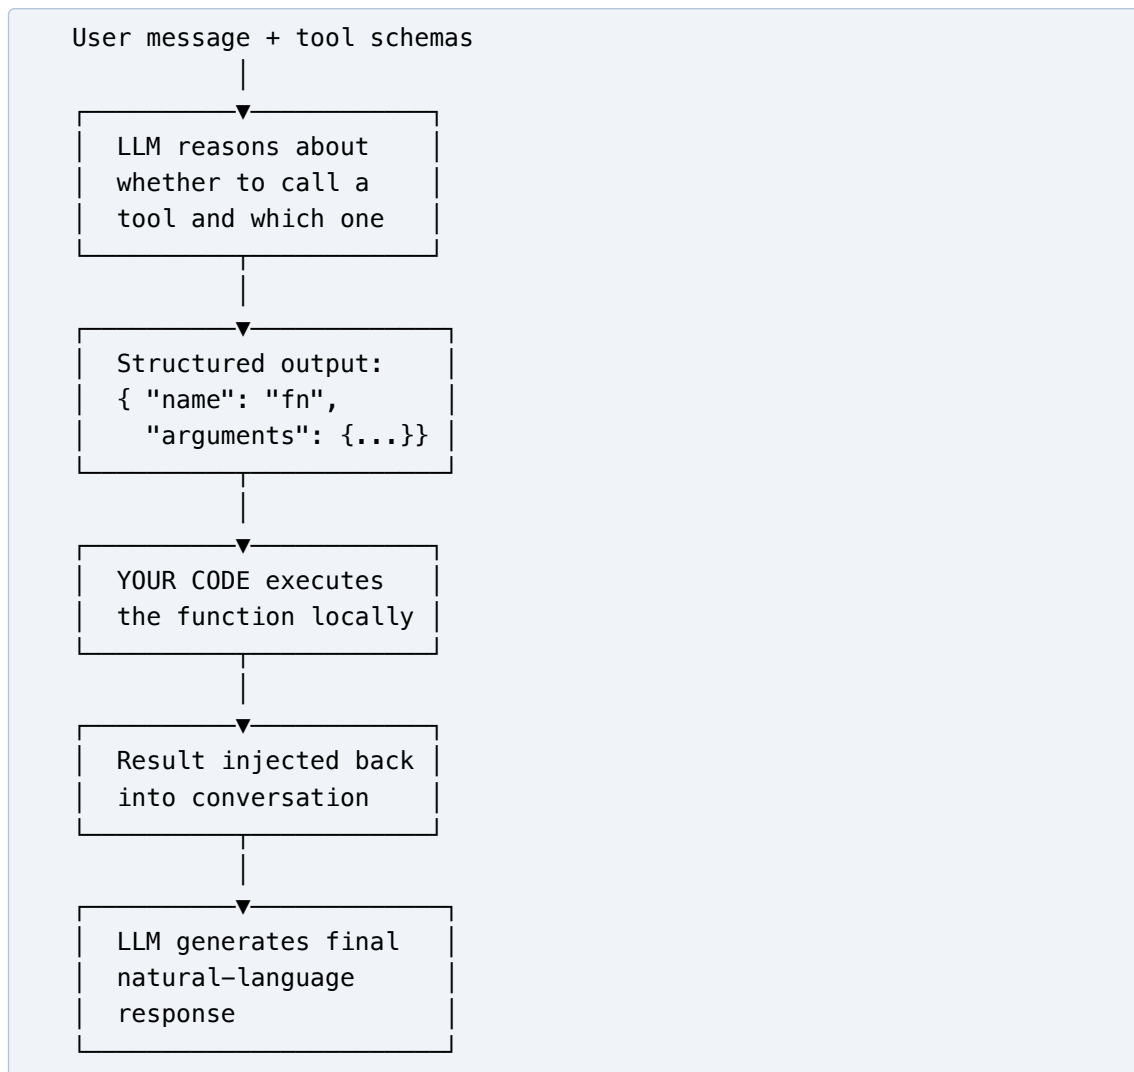 User message + tool schemas
LLM reasons about
whether to call a
tool and which one
Structured output:
{ "name": "fn",
"arguments": {...}}
YOUR CODE executes
the function locally
Result injected back
into conversation
LLM generates final
natural-language
response